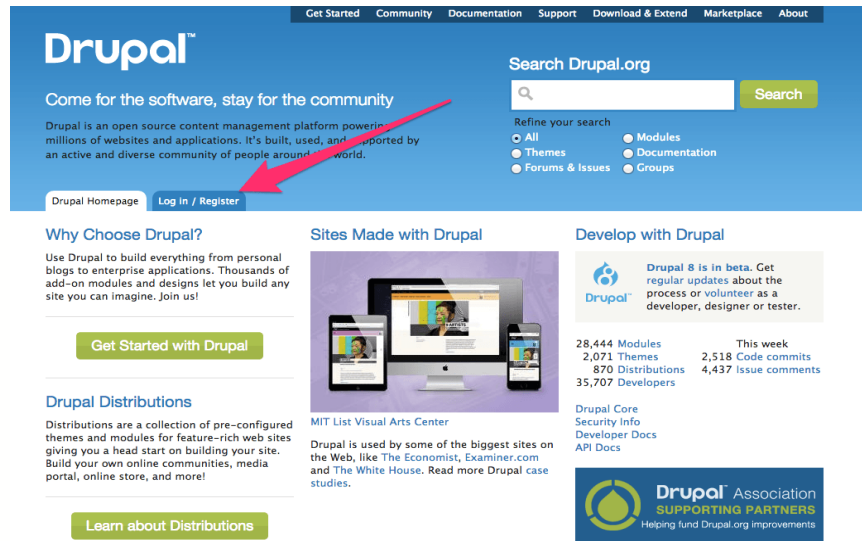 Get Started Community Documentation Support Download & Extend Marketplace About
Drupal™
Come for the software, stay for the community
Drupal is an open source content management platform powering
millions of websites and applications. It's built, used, and supported by
an active and diverse community of people around the world.
Search Drupal.org
Search
Refine your search
All
Modules
Themes
Documentation
Forums & Issues
Groups
Drupal Homepage
Log in / Register
Why Choose Drupal?
Use Drupal to build everything from personal
blogs to enterprise applications. Thousands of
add-on modules and designs let you build any
site you can imagine. Join us!
Get Started with Drupal
Drupal Distributions
Distributions are a collection of pre-configured
themes and modules for feature-rich web sites
giving you a head start on building your site.
Build your own online communities, media
portal, online store, and more!
Learn about Distributions
Sites Made with Drupal
MIT List Visual Arts Center
Drupal is used by some of the biggest sites on
the Web, like The Economist, Examiner.com
and The White House. Read more Drupal case
studies.
Develop with Drupal
Drupal™
Drupal 8 is in beta. Get
regular updates about the
process or volunteer as a
developer, designer or tester.
28,444 Modules
2,071 Themes
870 Distributions
35,707 Developers
This week
2,518 Code commits
4,437 Issue comments
Drupal Core
Security Info
Developer Docs
API Docs
Drupal™ Association
SUPPORTING PARTNERS
Helping fund Drupal.org improvements